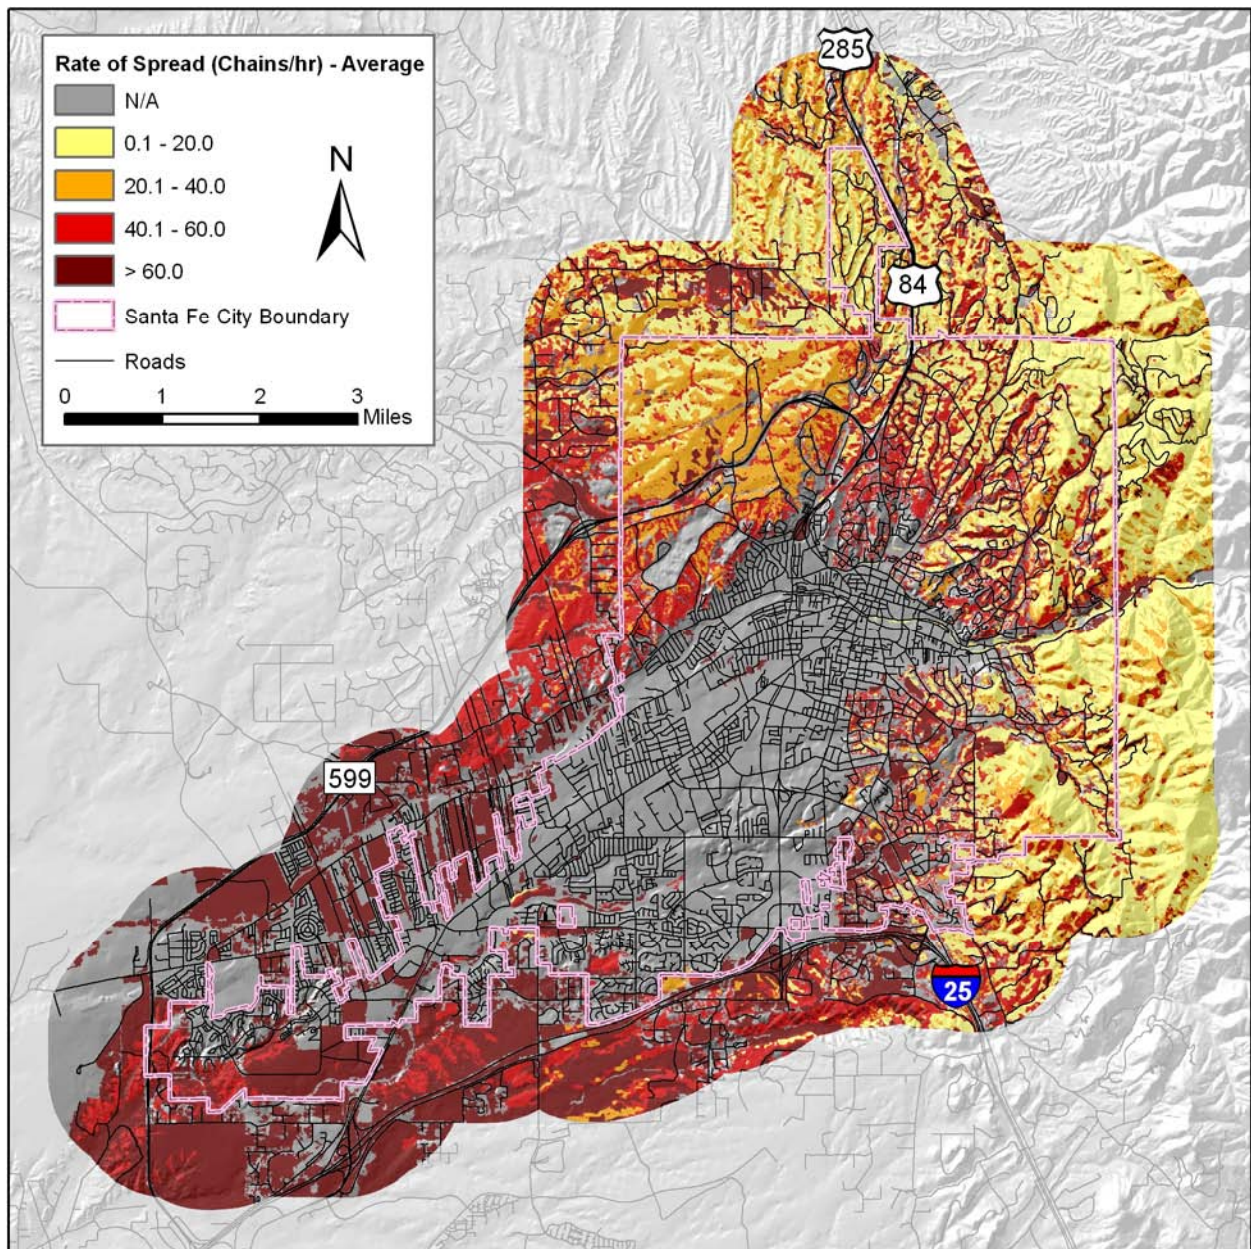 Rate of Spread (Chains/hr) - Average
N/A
0.1 - 20.0
20.1 - 40.0
40.1 - 60.0
> 60.0
Santa Fe City Boundary
Roads
N
0 1 2 3
Miles
285
84
599
25